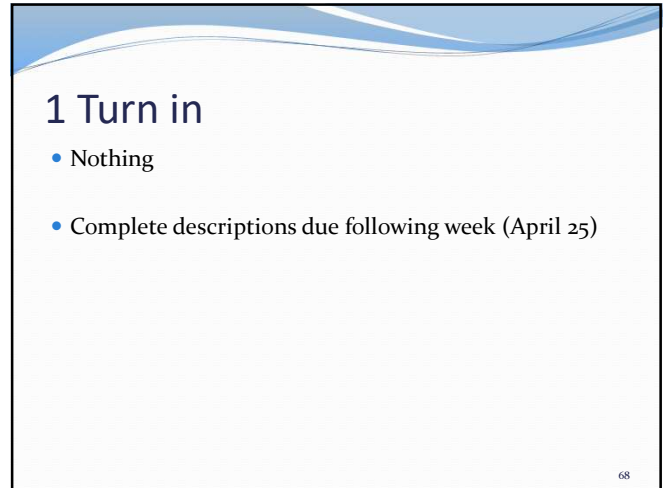 1 Turn in
• Nothing
• Complete descriptions due following week (April 25)
68